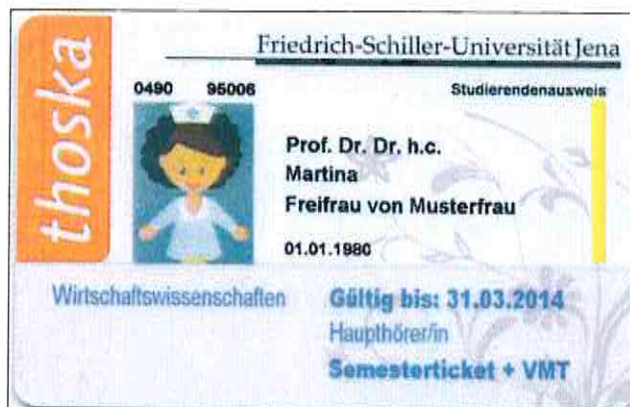 thoska
Friedrich-Schiller-Universität Jena
0490 95006
Studierendenausweis
Prof. Dr. Dr. h.c.
Martina
Freifrau von Musterfrau
01.01.1980
Wirtschaftswissenschaften
Gültig bis: 31.03.2014
Haupthörer/in
Semesterticket + VMT